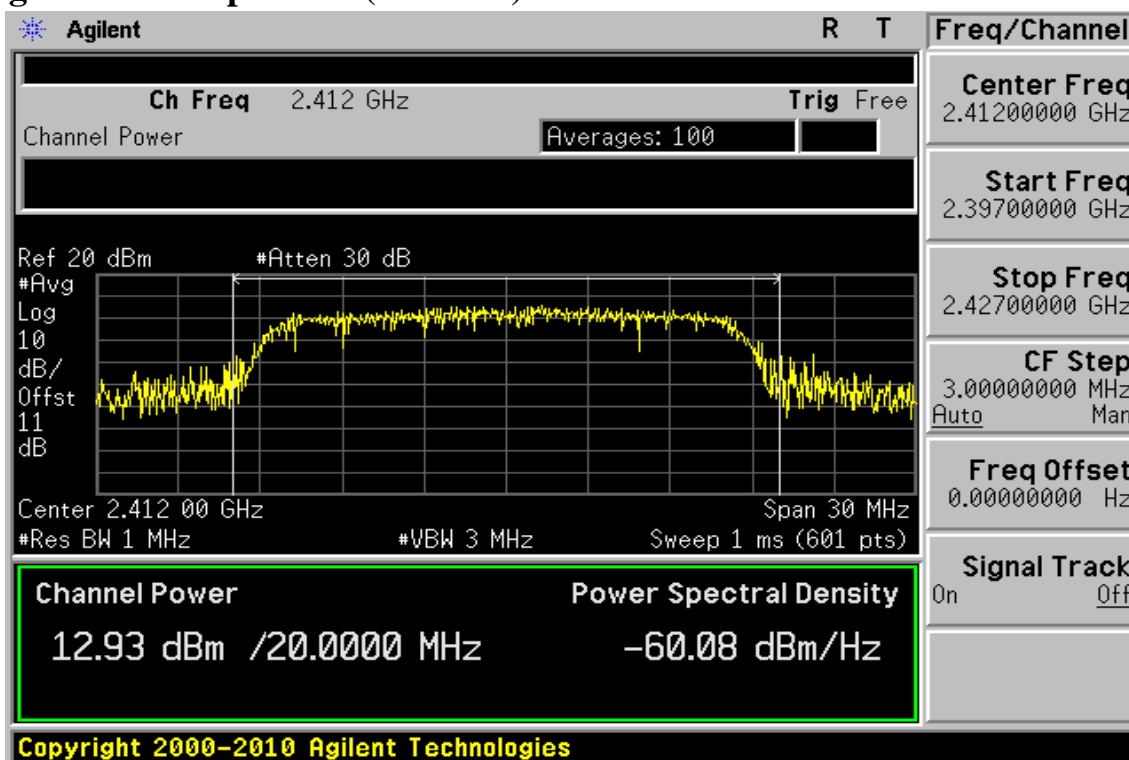 Agilent R T Freq/Channel
Ch Freq 2.412 GHz Trig Free
Channel Power Averages: 100
Center Freq
2.41200000 GHz
Start Freq
2.39700000 GHz
Stop Freq
2.42700000 GHz
CF Step
3.00000000 MHz
Auto Man
Freq Offset
0.00000000 Hz
Signal Track
On Off
Ref 20 dBm #Atten 30 dB
#Avg
Log
10
dB/
Offst
11
dB
Center 2.412 00 GHz Span 30 MHz
#Res BW 1 MHz #VBW 3 MHz Sweep 1 ms (601 pts)
Channel Power Power Spectral Density
12.93 dBm /20.0000 MHz -60.08 dBm/Hz
Copyright 2000-2010 Agilent Technologies